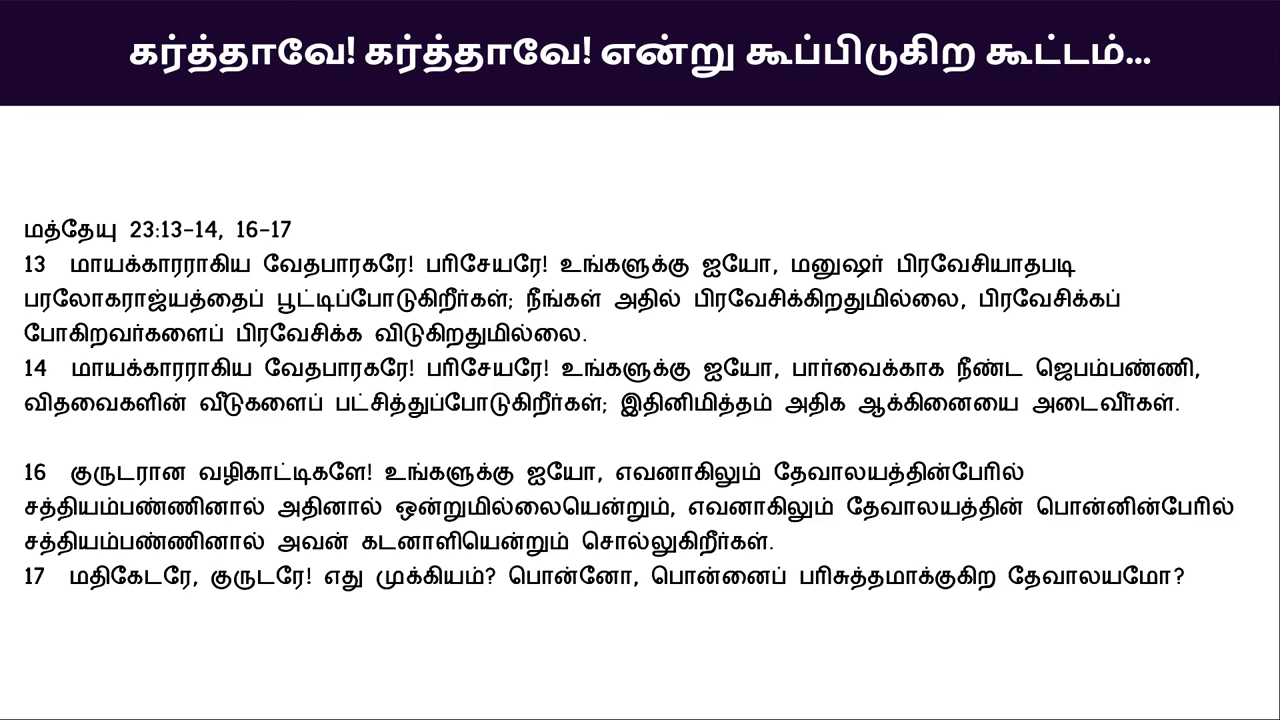 கர்த்தாவே! கர்த்தாவே! என்று கூப்பிடுகிற கூட்டம்...
மத்தேயு 23:13-14, 16-17
13 மாயக்காரராகிய வேதபாரகரே! பரிசேயரே! உங்களுக்கு ஐயோ, மனுஷர் பிரவேசியாதபடி
பரலோகராஜ்யத்தைப் பூட்டிப்போடுகிறீர்கள்; நீங்கள் அதில் பிரவேசிக்கிறதுமில்லை, பிரவேசிக்கப்
போகிறவர்களைப் பிரவேசிக்க விடுகிறதுமில்லை.
14 மாயக்காரராகிய வேதபாரகரே! பரிசேயரே! உங்களுக்கு ஐயோ, பார்வைக்காக நீண்ட ஜெபம்பண்ணி,
விதவைகளின் வீடுகளைப் பட்சித்துப்போடுகிறீர்கள்; இதினிமித்தம் அதிக ஆக்கினையை அடைவீர்கள்.
16 குருடரான வழிகாட்டிகளே! உங்களுக்கு ஐயோ, எவனாகிலும் தேவாலயத்தின்பேரில்
சத்தியம்பண்ணினால் அதினால் ஒன்றுமில்லையென்றும், எவனாகிலும் தேவாலயத்தின் பொன்னின்பேரில்
சத்தியம்பண்ணினால் அவன் கடனாளியென்றும் சொல்லுகிறீர்கள்.
17 மதிகேடரே, குருடரே! எது முக்கியம்? பொன்னோ, பொன்னைப் பரிசுத்தமாக்குகிற தேவாலயமோ?